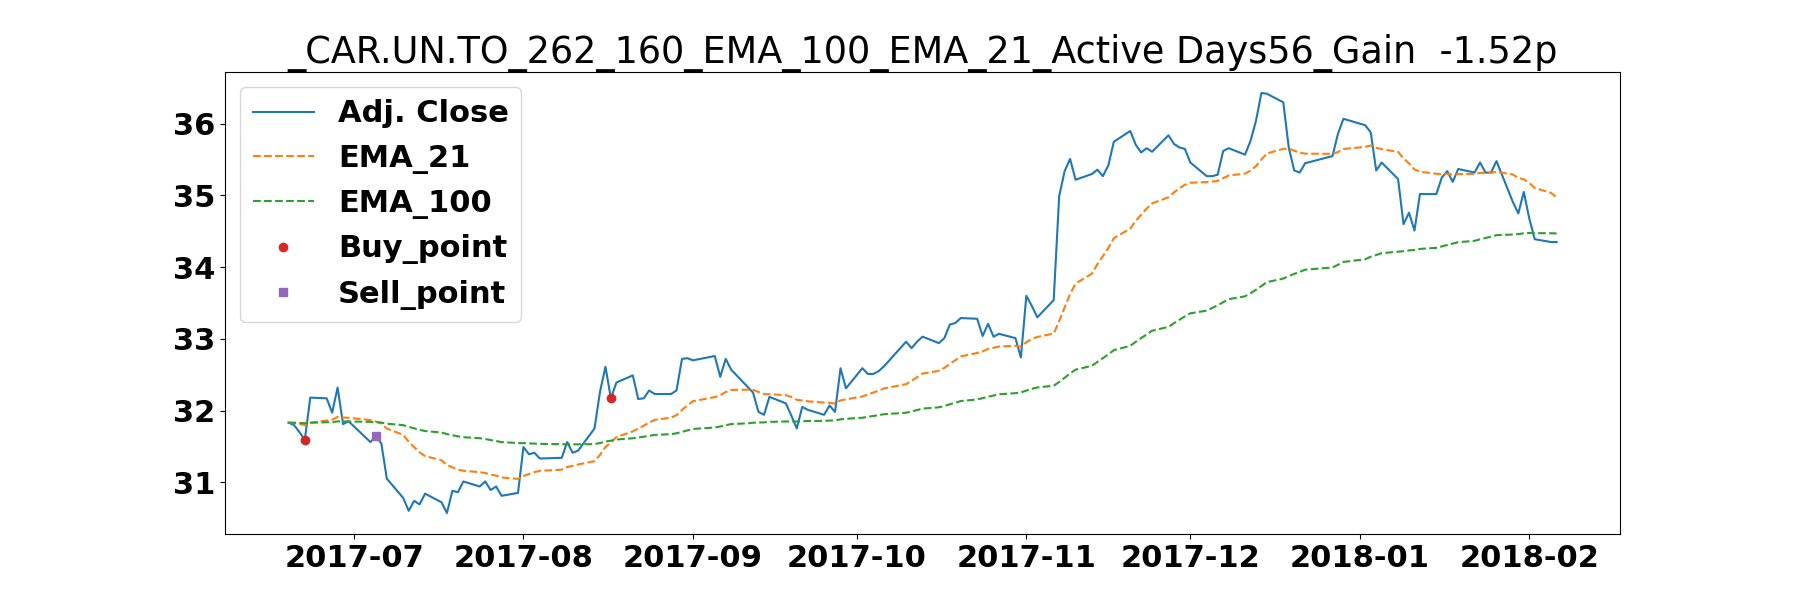 _CAR.UN.TO_262_160_EMA_100_EMA_21_Active Days56_Gain  -1.52p
Adj. Close
EMA_21
EMA_100
Buy_point
Sell_point
36
35
34
33
32
31
2017-07 2017-08 2017-09 2017-10 2017-11 2017-12 2018-01 2018-02